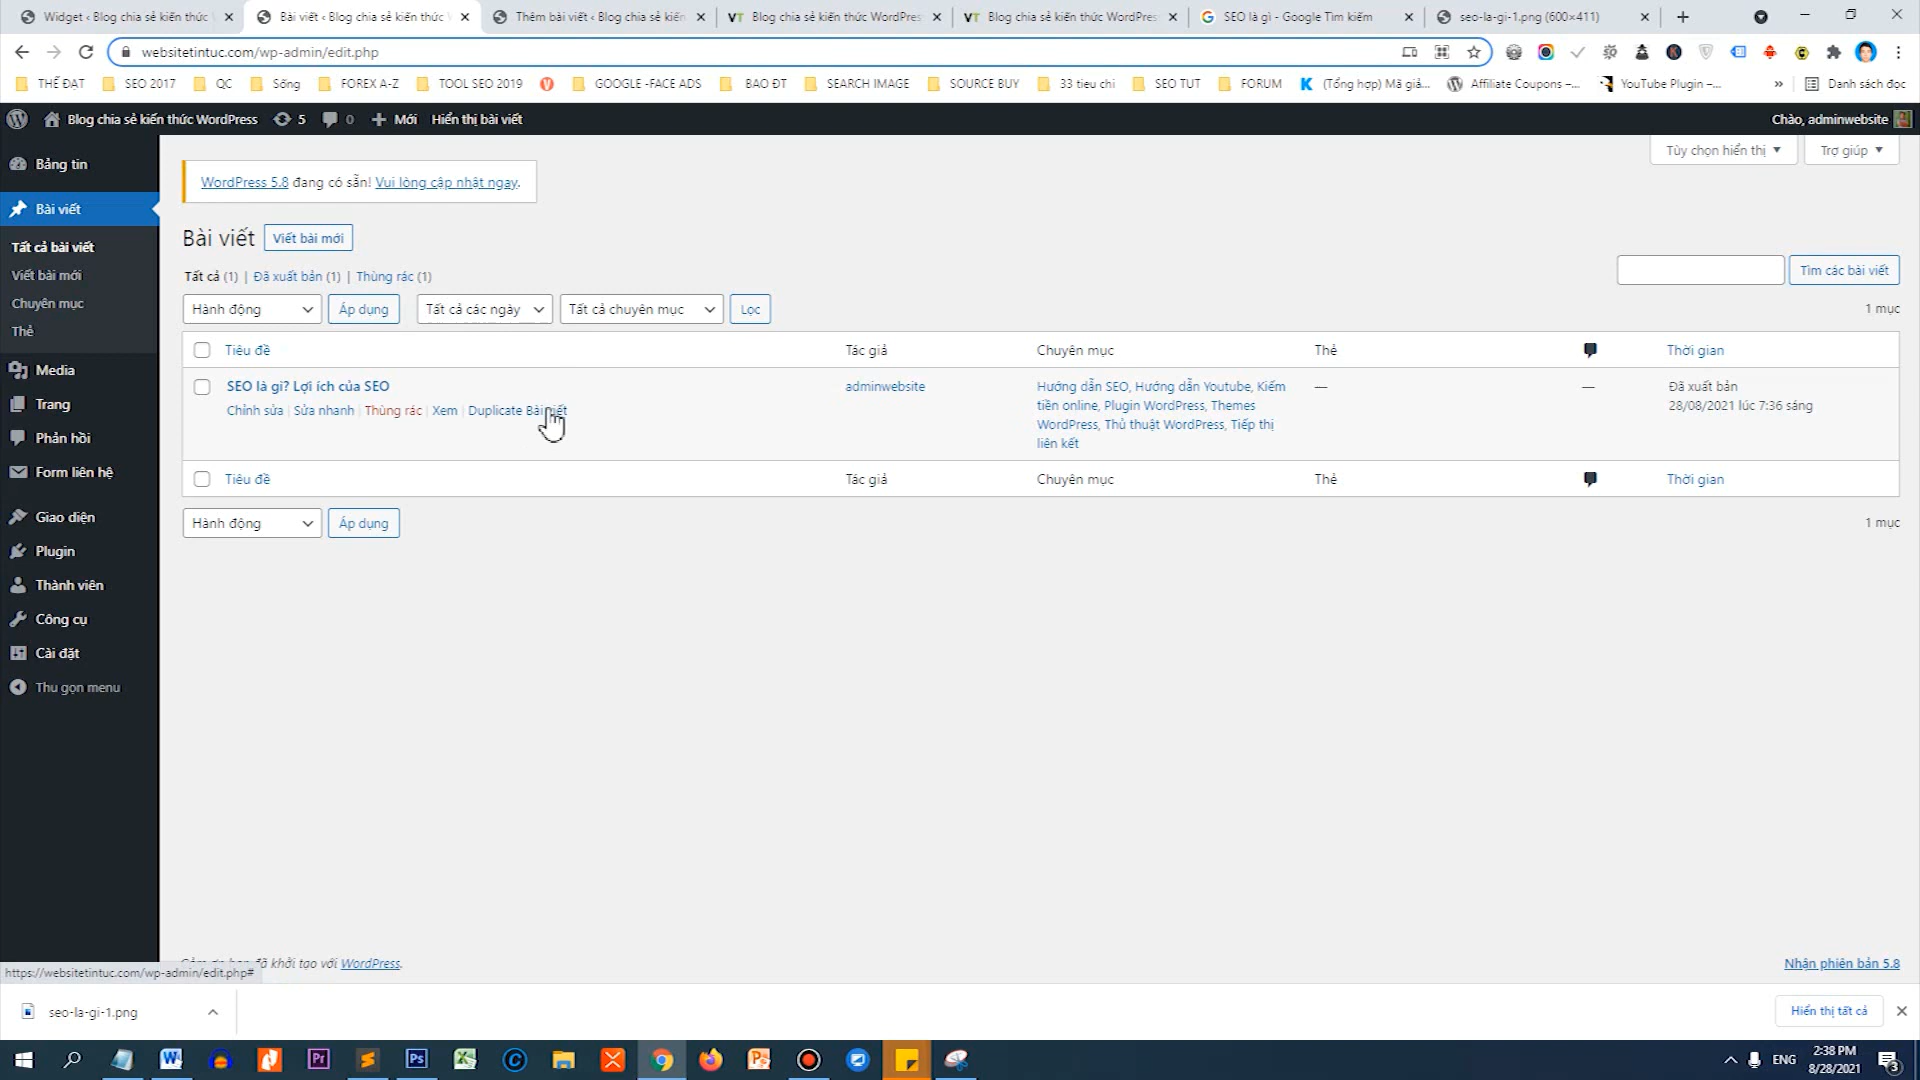 Widget ‹ Blog chia sẻ kiến thức
Bài viết ‹ Blog chia sẻ kiến thức
Thêm bài viết ‹ Blog chia sẻ kiến
Blog chia sẻ kiến thức WordPres
Blog chia sẻ kiến thức WordPres
SEO là gì - Google Tìm kiếm
seo-la-gi-1.png (600×411)
websitetintuc.com/wp-admin/edit.php
THẾ ĐẠT
SEO 2017
QC
Sống
FOREX A-Z
TOOL SEO 2019
GOOGLE -FACE ADS
BAO ĐT
SEARCH IMAGE
SOURCE BUY
33 tieu chi
SEO TUT
FORUM
(Tổng hợp) Mã giả...
Affiliate Coupons –...
YouTube Plugin –...
»
Danh sách đọc
Blog chia sẻ kiến thức WordPress
5
0
Mới
Hiển thị bài viết
Chào, adminwebsite
Bảng tin
Bài viết
Tất cả bài viết
Viết bài mới
Chuyên mục
Thẻ
Media
Trang
Phản hồi
Form liên hệ
Giao diện
Plugin
Thành viên
Công cụ
Cài đặt
Thu gọn menu
Tùy chọn hiển thị
Trợ giúp
WordPress 5.8 đang có sẵn! Vui lòng cập nhật ngay.
Bài viết
Viết bài mới
Tất cả (1) | Đã xuất bản (1) | Thùng rác (1)
Tìm các bài viết
Hành động
Áp dụng
Tất cả các ngày
Tất cả chuyên mục
Lọc
1 mục
Tiêu đề
Tác giả
Chuyên mục
Thẻ
Thời gian
SEO là gì? Lợi ích của SEO
Chỉnh sửa | Sửa nhanh | Thùng rác | Xem | Duplicate Bài viết
adminwebsite
Hướng dẫn SEO, Hướng dẫn Youtube, Kiếm
tiền online, Plugin WordPress, Themes
WordPress, Thủ thuật WordPress, Tiếp thị
liên kết
—
—
Đã xuất bản
28/08/2021 lúc 7:36 sáng
Tiêu đề
Tác giả
Chuyên mục
Thẻ
Thời gian
Hành động
Áp dụng
1 mục
đã khởi tạo với WordPress.
Nhận phiên bản 5.8
https://websitetintuc.com/wp-admin/edit.php#
seo-la-gi-1.png
Hiển thị tất cả
ENG
2:38 PM
8/28/2021
3